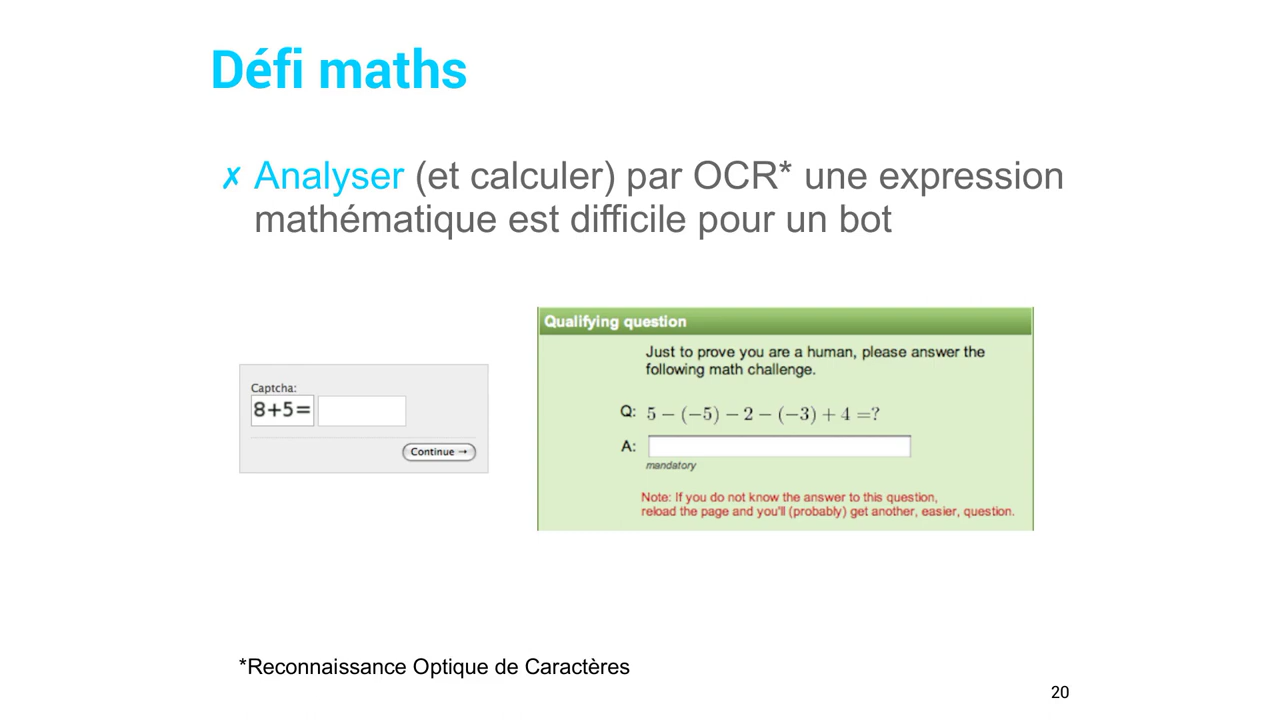 Défi maths
✗ Analyser (et calculer) par OCR* une expression
mathématique est difficile pour un bot
Captcha:
8+5=
Continue →
Qualifying question
Just to prove you are a human, please answer the
following math challenge.
Q: 5 − (−5) − 2 − (−3) + 4 =?
A:
mandatory
Note: If you do not know the answer to this question,
reload the page and you'll (probably) get another, easier, question.
*Reconnaissance Optique de Caractères
20